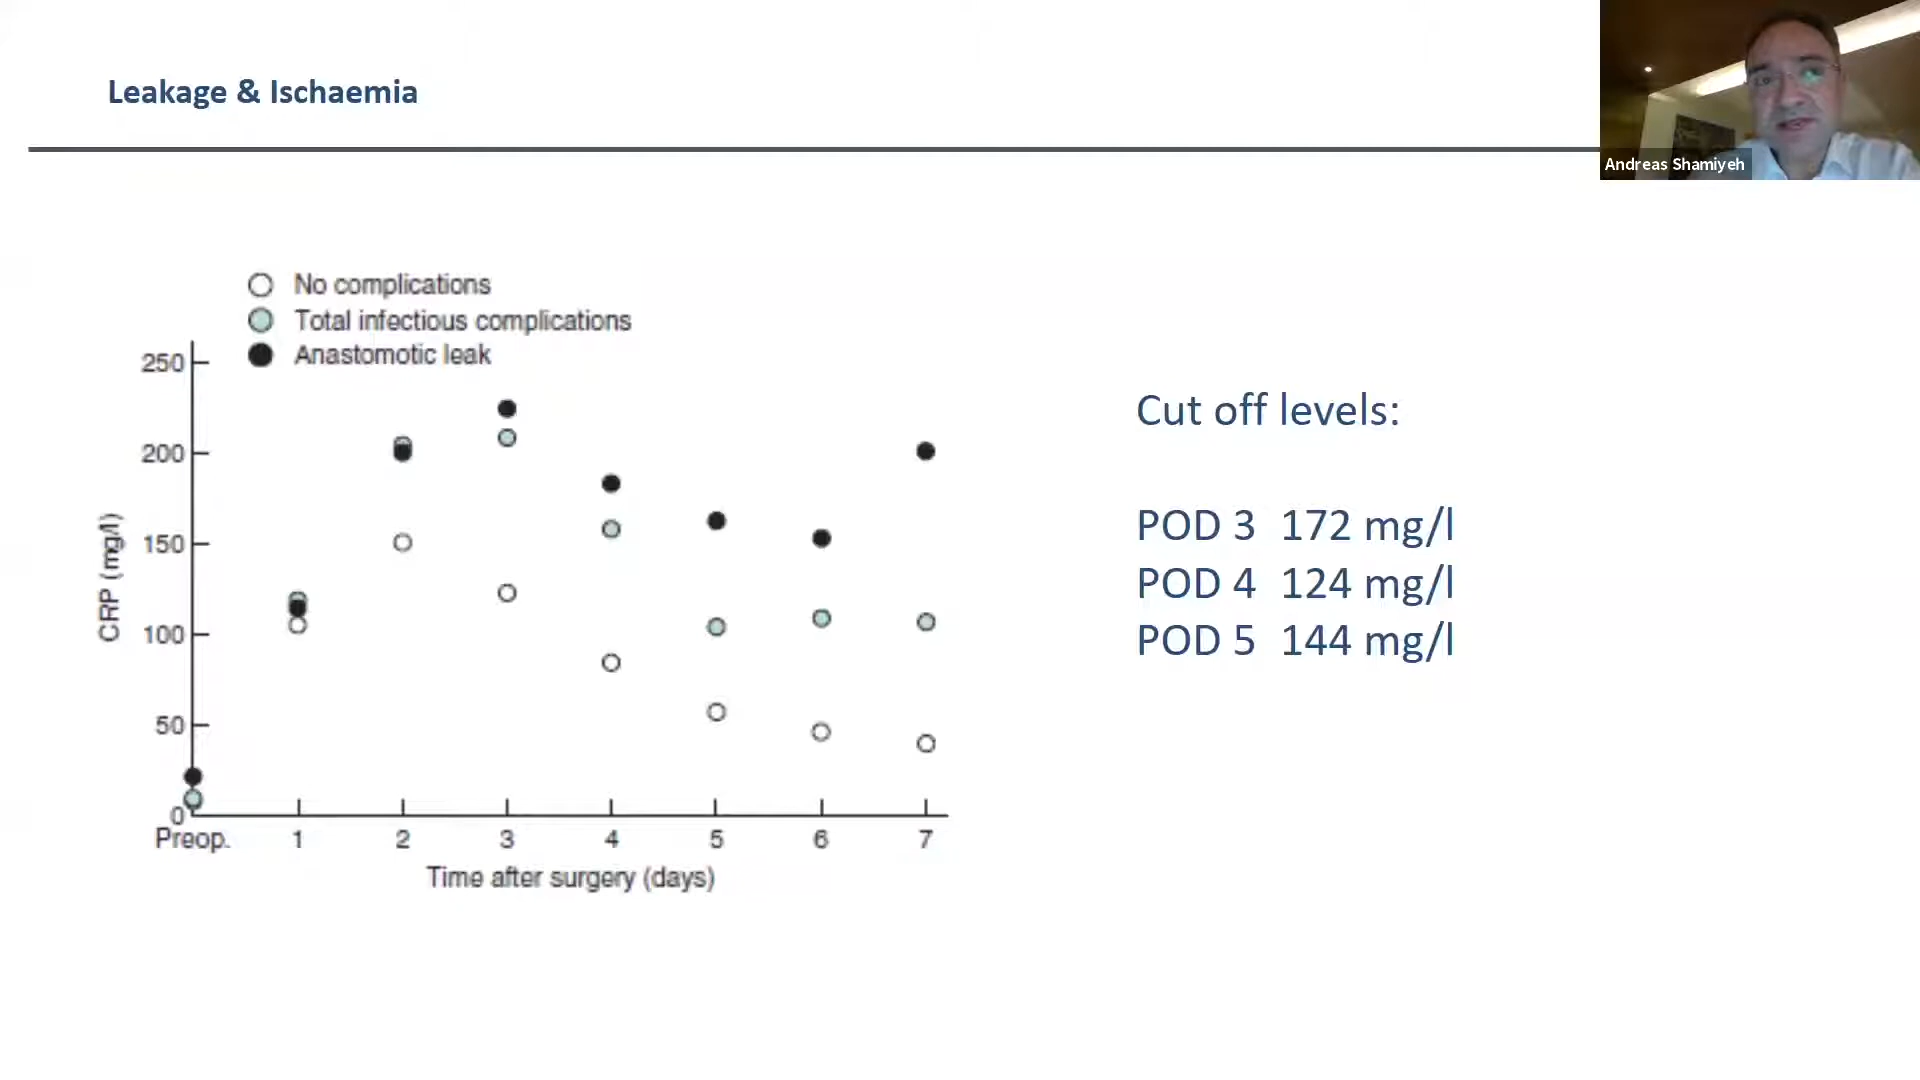 Leakage & Ischaemia
Andreas Shamiyeh
No complications
Total infectious complications
Anastomotic leak
250
200
150
100
50
0
CRP (mg/l)
Preop. 1 2 3 4 5 6 7
Time after surgery (days)
Cut off levels:
POD 3 172 mg/l
POD 4 124 mg/l
POD 5 144 mg/l